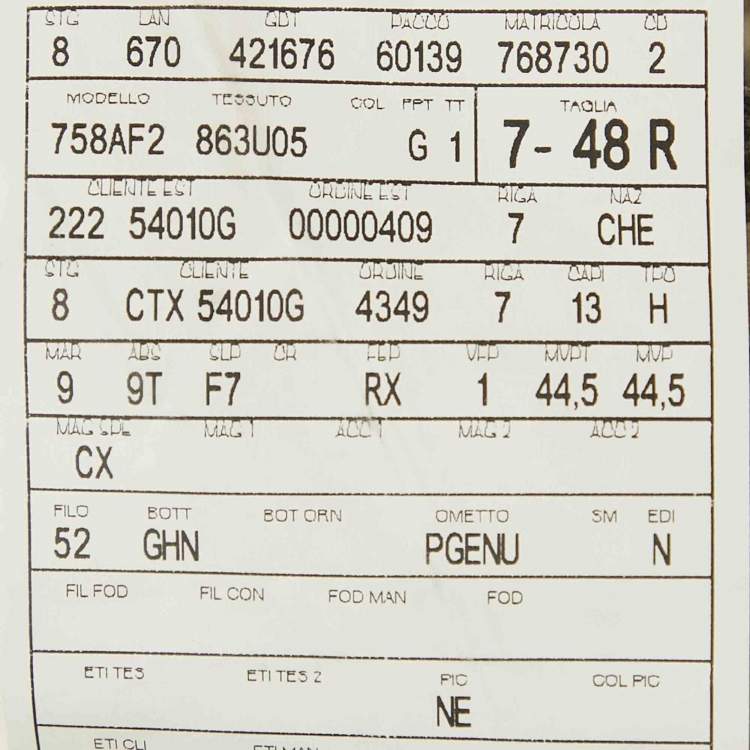 STG LAN GDT PACCO MATRICOLA CD
8 670 421676 60139 768730 2
MODELLO TESSUTO COL PPT TT TAGLIA
758AF2 863U05 G 1 7- 48 R
CLIENTE EST ORDINE EST RIGA NAZ
222 54010G 00000409 7 CHE
STG CLIENTE ORDINE RIGA CAPI TPO
8 CTX 54010G 4349 7 13 H
MAR ABS SLP CR FEP VFP MVPT MVP
9 9T F7 RX 1 44,5 44,5
MAG SPE MAG 1 ACC 1 MAG 2 ACC 2
CX
FILO BOTT BOT ORN OMETTO SM EDI
52 GHN PGENU N
FIL FOD FIL CON FOD MAN FOD
ETI TES ETI TES 2 PIC COL PIC
NE
ETI CLI ETI MAN